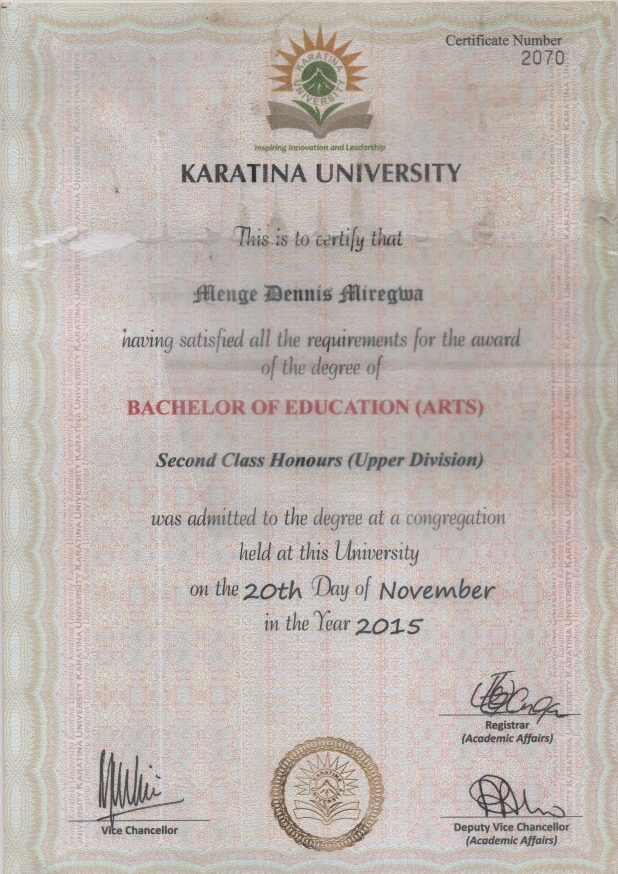 Certificate Number
2070
KARATINA
UNIVERSITY
Inspiring Innovation and Leadership
KARATINA UNIVERSITY
This is to certify that
Menge Dennis Miregwa
having satisfied all the requirements for the award
of the degree of
BACHELOR OF EDUCATION (ARTS)
Second Class Honours (Upper Division)
was admitted to the degree at a congregation
held at this University
on the 20th Day of November
in the Year 2015
Registrar
(Academic Affairs)
Vice Chancellor
KARATINA
Deputy Vice Chancellor
(Academic Affairs)